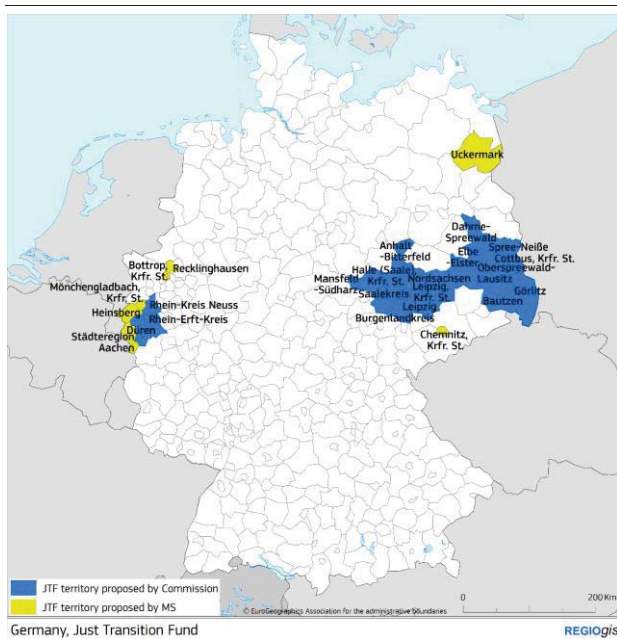 Uckermark
Dahme-
Spreewald
Anhalt
-Bitterfeld
Elbe
-Elster
Spree-Neiße
Cottbus, Krfr. St.
Oberspreewald-
Lausitz
Bottrop,
Krfr. St.
Recklinghausen
Mönchengladbach,
Krfr. St.
Halle (Saale),
Krfr. St.
Mansfeld
-Südharz
Saalekreis
Nordsachsen
Leipzig,
Krfr. St.
Leipzig
Görlitz
Bautzen
Heinsberg
Rhein-Kreis Neuss
Rhein-Erft-Kreis
Düren
Städteregion
Aachen
Burgenlandkreis
Chemnitz,
Krfr. St.
JTF territory proposed by Commission
JTF territory proposed by MS
0 200 Km
© EuroGeographics Association for the administrative boundaries
Germany, Just Transition Fund
REGIOgis